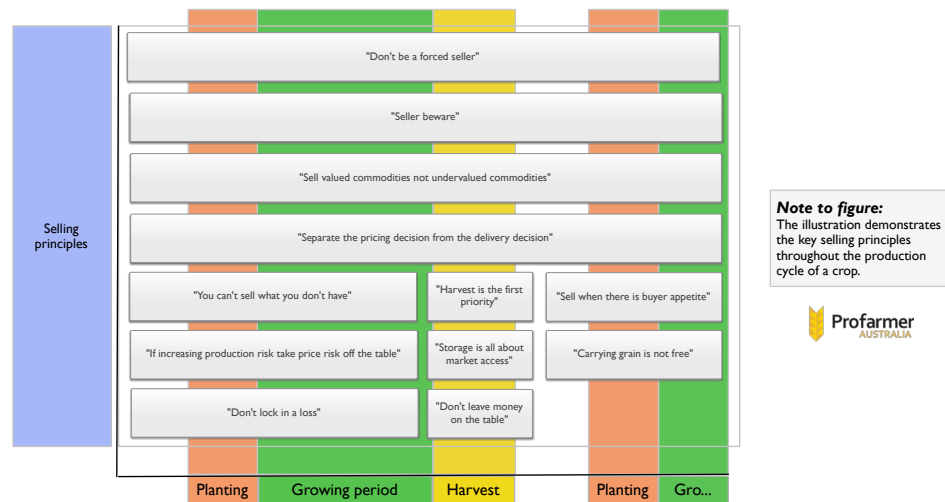 "Don't be a forced seller"
"Seller beware"
"Sell valued commodities not undervalued commodities"
Selling
principles
"Separate the pricing decision from the delivery decision"
"You can't sell what you don't have"
"Harvest is the first
priority"
"Sell when there is buyer appetite"
"If increasing production risk take price risk off the table"
"Storage is all about
market access"
"Carrying grain is not free"
"Don't lock in a loss"
"Don't leave money
on the table"
Planting
Growing period
Harvest
Planting
Gro...
Note to figure:
The illustration demonstrates
the key selling principles
throughout the production
cycle of a crop.
Profarmer
AUSTRALIA